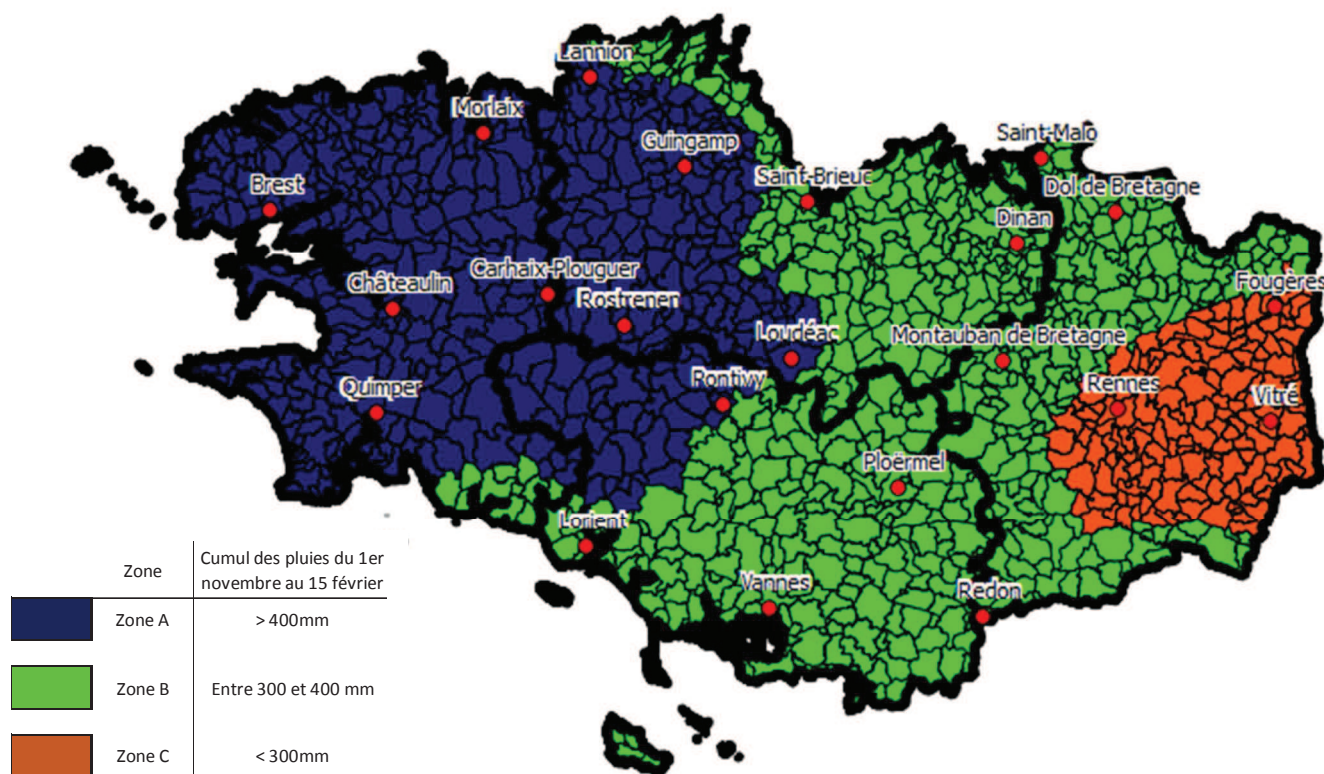 Lannion
Morlaix
Guingamp
Saint-Malo
Brest
Saint-Brieuc
Dol de Bretagne
Dinan
Châteaulin
Carhaix-Plouguer
Rostrenen
Fougères
Loudéac
Montauban de Bretagne
Quimper
Pontivy
Rennes
Vitré
Ploërmel
Lorient
Vannes
Redon
Zone
Cumul des pluies du 1er
novembre au 15 février
Zone A
> 400mm
Zone B
Entre 300 et 400 mm
Zone C
< 300mm